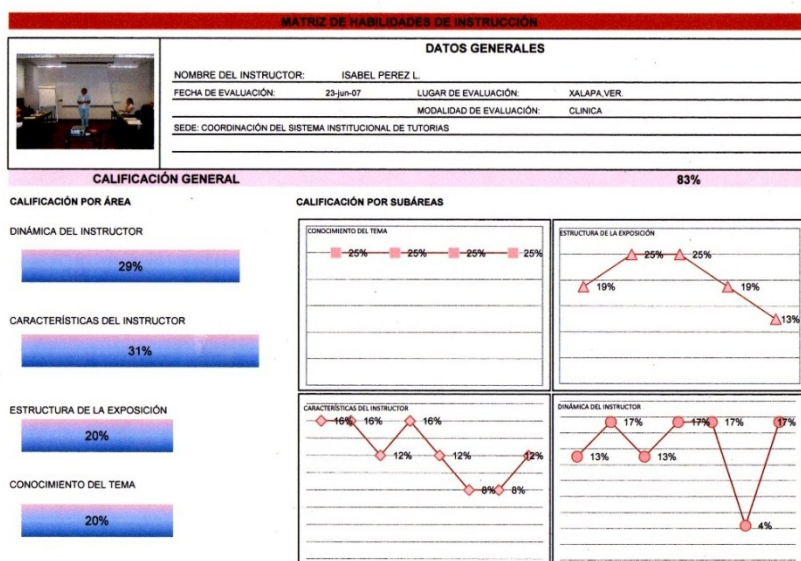 MATRIZ DE HABILIDADES DE INSTRUCCIÓN
DATOS GENERALES
NOMBRE DEL INSTRUCTOR: ISABEL PEREZ L.
FECHA DE EVALUACIÓN: 23-jun-07 LUGAR DE EVALUACIÓN: XALAPA,VER.
MODALIDAD DE EVALUACIÓN: CLINICA
SEDE: COORDINACIÓN DEL SISTEMA INSTITUCIONAL DE TUTORIAS
CALIFICACIÓN GENERAL 83%
CALIFICACIÓN POR ÁREA
DINÁMICA DEL INSTRUCTOR
29%
CARACTERÍSTICAS DEL INSTRUCTOR
31%
ESTRUCTURA DE LA EXPOSICIÓN
20%
CONOCIMIENTO DEL TEMA
20%
CALIFICACIÓN POR SUBÁREAS
CONOCIMIENTO DEL TEMA
25% 25% 25% 25%
ESTRUCTURA DE LA EXPOSICIÓN
19% 25% 25% 19% 13%
CARACTERÍSTICAS DEL INSTRUCTOR
16% 16% 12% 16% 12% 8% 8% 12%
DINÁMICA DEL INSTRUCTOR
13% 17% 13% 17% 17% 4% 17%